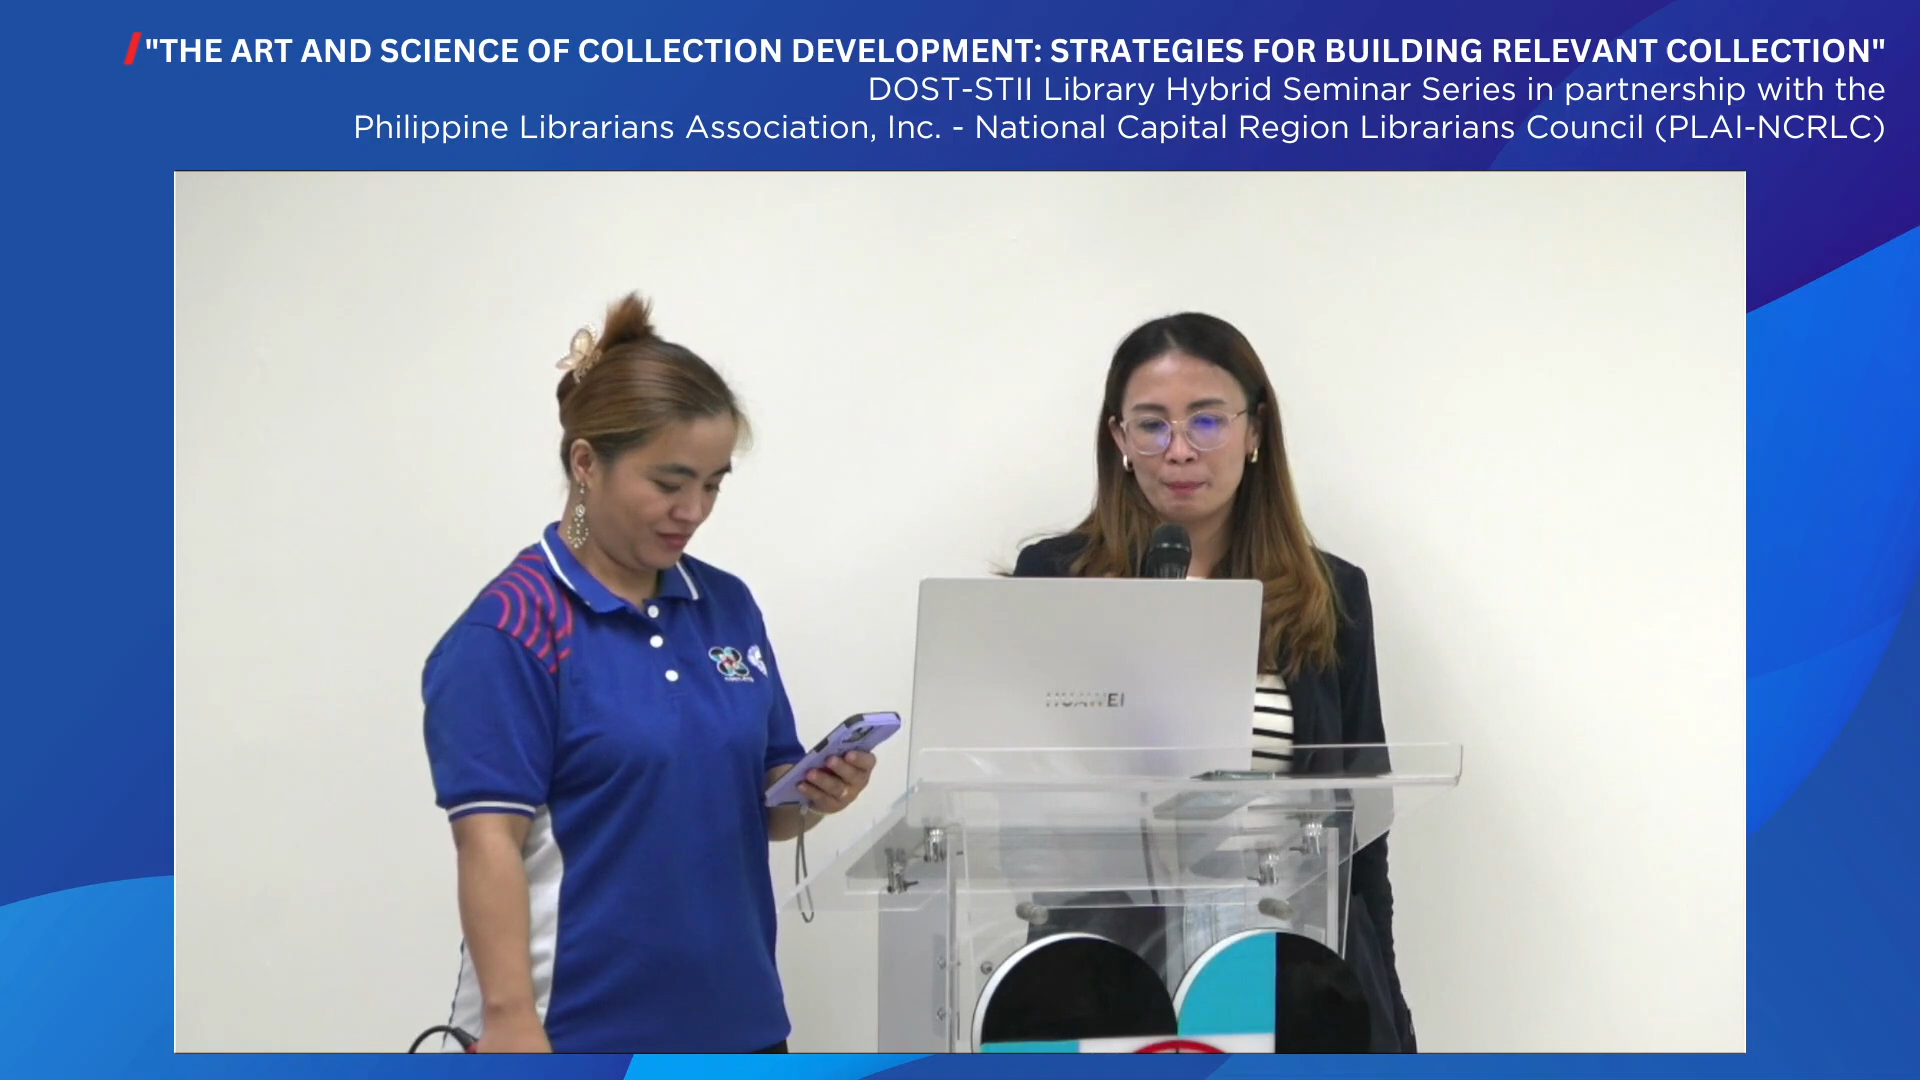 "THE ART AND SCIENCE OF COLLECTION DEVELOPMENT: STRATEGIES FOR BUILDING RELEVANT COLLECTION"
DOST-STII Library Hybrid Seminar Series in partnership with the
Philippine Librarians Association, Inc. - National Capital Region Librarians Council (PLAI-NCRLC)
HUAWEI